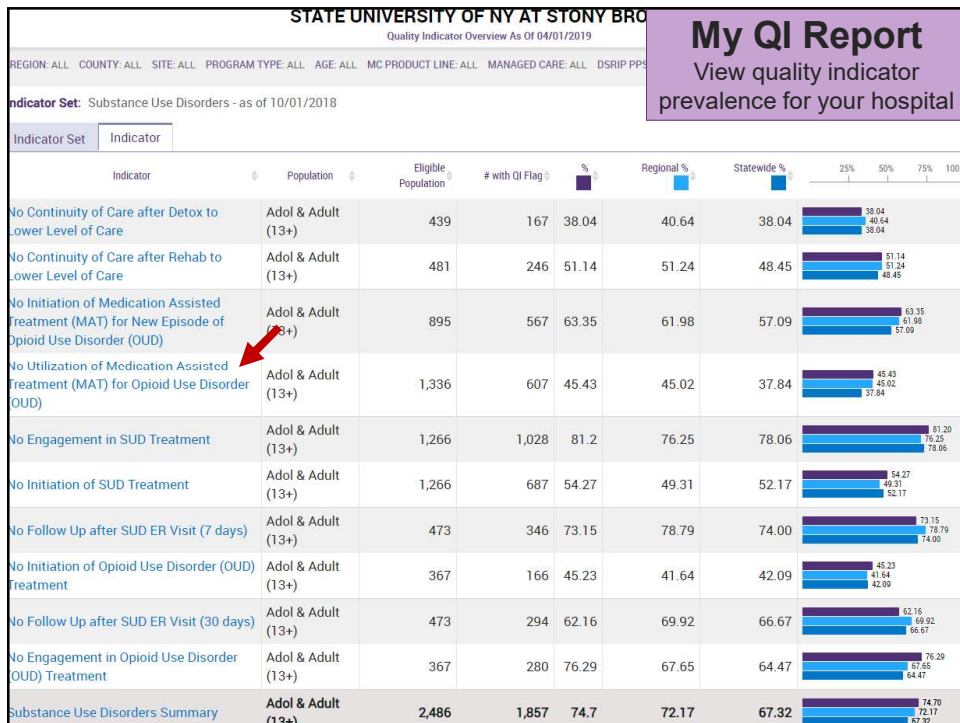 STATE UNIVERSITY OF NY AT STONY
Quality Indicator Overview As Of 04/01/2019
My QI Report
View quality indicator
prevalence for your hospital
REGION: ALL COUNTY: ALL SITE: ALL PROGRAM TYPE: ALL AGE: ALL MC PRODUCT LINE: ALL MANAGED CARE: ALL DSRIP PPS
Indicator Set: Substance Use Disorders - as of 10/01/2018
Indicator Set Indicator
Indicator Population Eligible Population # with QI Flag % Regional % Statewide % 25% 50% 75% 100
No Continuity of Care after Detox to
Lower Level of Care
Adol & Adult
(13+)
439 167 38.04 40.64 38.04
38.04
40.64
38.04
No Continuity of Care after Rehab to
Lower Level of Care
Adol & Adult
(13+)
481 246 51.14 51.24 48.45
51.14
51.24
48.45
No Initiation of Medication Assisted
Treatment (MAT) for New Episode of
Opioid Use Disorder (OUD)
Adol & Adult
895 567 63.35 61.98 57.09
63.35
61.98
57.09
No Utilization of Medication Assisted
Treatment (MAT) for Opioid Use Disorder
(OUD)
Adol & Adult
(13+)
1,336 607 45.43 45.02 37.84
45.43
45.02
37.84
No Engagement in SUD Treatment
Adol & Adult
(13+)
1,266 1,028 81.2 76.25 78.06
81.20
76.25
78.06
No Initiation of SUD Treatment
Adol & Adult
(13+)
1,266 687 54.27 49.31 52.17
54.27
49.31
52.17
No Follow Up after SUD ER Visit (7 days)
Adol & Adult
(13+)
473 346 73.15 78.79 74.00
73.15
78.79
74.00
No Initiation of Opioid Use Disorder (OUD)
Treatment
Adol & Adult
(13+)
367 166 45.23 41.64 42.09
45.23
41.64
42.09
No Follow Up after SUD ER Visit (30 days)
Adol & Adult
(13+)
473 294 62.16 69.92 66.67
62.16
69.92
66.67
No Engagement in Opioid Use Disorder
(OUD) Treatment
Adol & Adult
(13+)
367 280 76.29 67.65 64.47
76.29
67.65
64.47
Substance Use Disorders Summary
Adol & Adult
(13+)
2,486 1,857 74.7 72.17 67.32
74.70
72.17
67.32